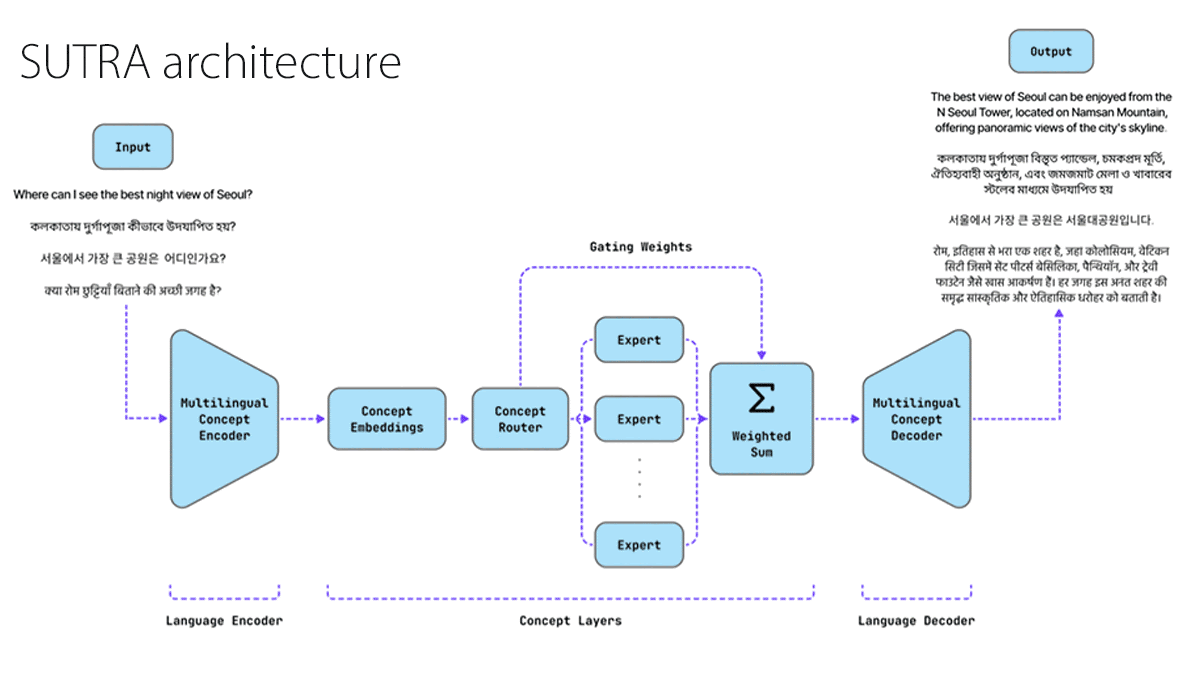 SUTRA architecture
Input
Where can I see the best night view of Seoul?
কলকাতায দুর্গাপূজা কীভাবে উদযাপিত হয?
서울에서 가장 큰 공원은 어디인가요?
क्या रोम छुट्टियाँ बिताने की अच्छी जगह है?
Multilingual
Concept
Encoder
Concept
Embeddings
Concept
Router
Gating Weights
Expert
Expert
Expert
Σ
Weighted
Sum
Multilingual
Concept
Decoder
Output
The best view of Seoul can be enjoyed from the
N Seoul Tower, located on Namsan Mountain,
offering panoramic views of the city's skyline.
কলকাতায দুর্গাপূজা বিস্তৃত প্যান্ডেল, চমকপ্রদ মূর্তি,
ঐতিহ্যবাহী অনুষ্ঠান, এবং জমজমাট মেলা ও খাবারের
স্টলের মাধ্যমে উদযাপিত হয
서울에서 가장 큰 공원은 서울대공원입니다.
रोम, इतिहास से भरा एक शहर है, जहा कोलोसियम, वेटिकन
सिटी जिसमें सेंट पीटर्स बेसिलिका, पैन्थियॉन, और ट्रेवी
फाउंटेन जैसे खास आकर्षण हैं। हर जगह इस अनत शहर की
समृद्ध सांस्कृतिक और ऐतिहासिक धरोहर को बताती है।
Language Encoder
Concept Layers
Language Decoder